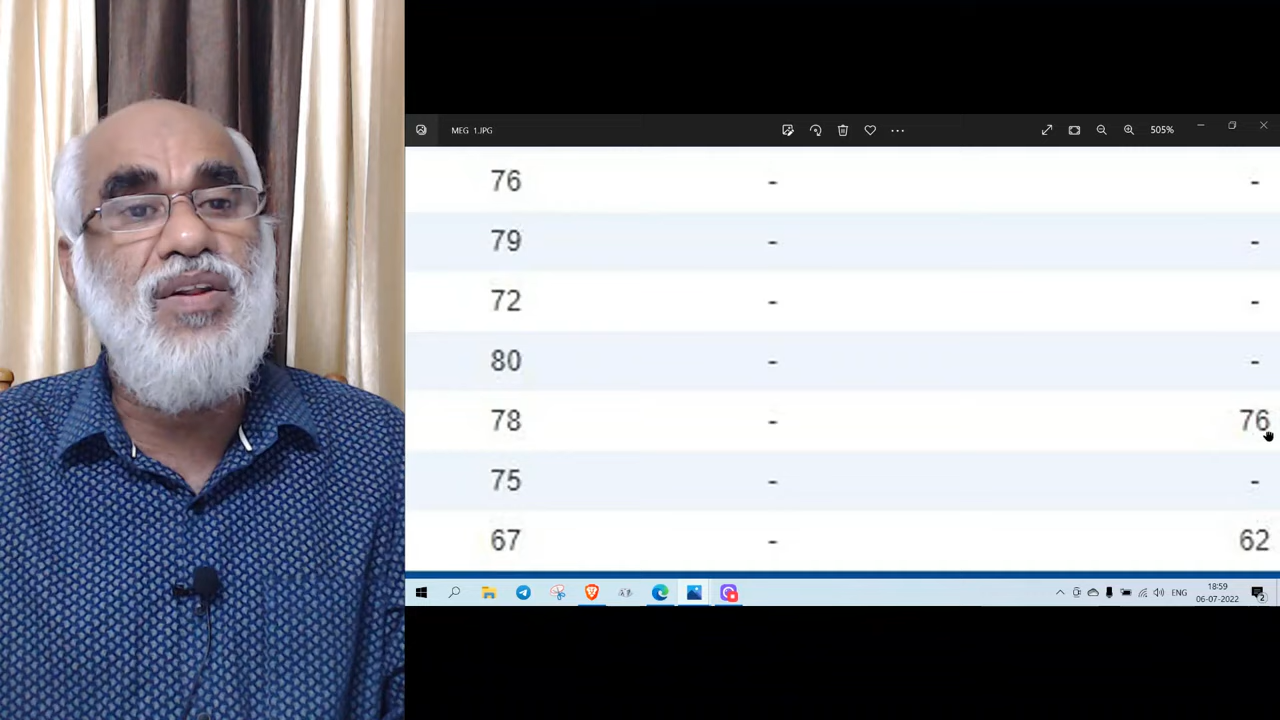 MEG 1.JPG 505%
76 - -
79 - -
72 - -
80 - -
78 - 76
75 - -
67 - 62
ENG 18:59
06-07-2022 2